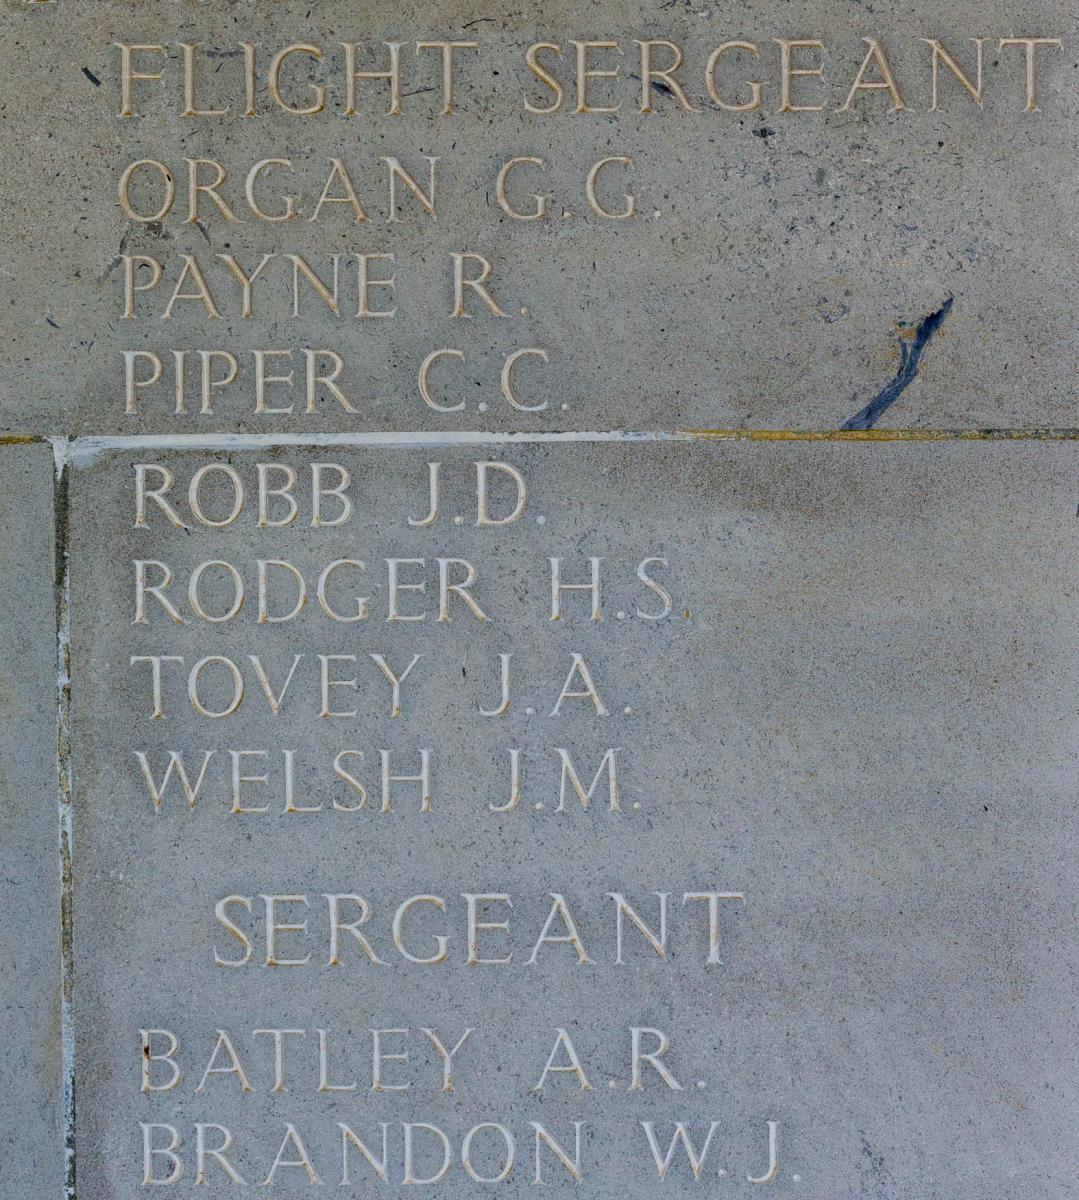 FLIGHT SERGEANT
ORGAN G.G.
PAYNE R.
PIPER C.C.
ROBB J.D.
RODGER H.S.
TOVEY J.A.
WELSH J.M.
SERGEANT
BATLEY A.R.
BRANDON W.J.